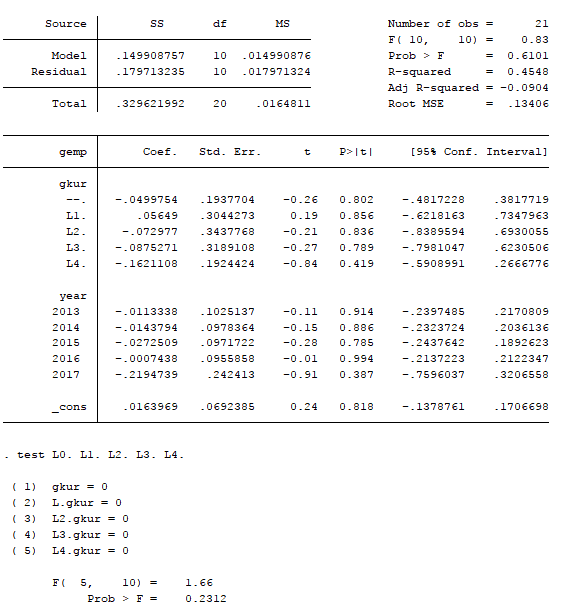 Source | SS df MS Number of obs = 21
F( 10, 10) = 0.83
Model | .149908757 10 .014990876 Prob > F = 0.6101
Residual | .179713235 10 .017971324 R-squared = 0.4548
Adj R-squared = -0.0904
Total | .329621992 20 .0164811 Root MSE = .13406
gemp | Coef. Std. Err. t P>|t| [95% Conf. Interval]
gkur |
--. | -.0499754 .1937704 -0.26 0.802 -.4817228 .3817719
L1. | .05649 .3044273 0.19 0.856 -.6218163 .7347963
L2. | -.072977 .3437768 -0.21 0.836 -.8389594 .6930055
L3. | -.0875271 .3189108 -0.27 0.789 -.7981047 .6230506
L4. | -.1621108 .1924424 -0.84 0.419 -.5908991 .2666776
year |
2013 | -.0113338 .1025137 -0.11 0.914 -.2397485 .2170809
2014 | -.0143794 .0978364 -0.15 0.886 -.2323724 .2036136
2015 | -.0272509 .0971722 -0.28 0.785 -.2437642 .1892623
2016 | -.0007438 .0955858 -0.01 0.994 -.2137223 .2122347
2017 | -.2194739 .242413 -0.91 0.387 -.7596037 .3206558
_cons | .0163969 .0692385 0.24 0.818 -.1378761 .1706698
. test L0. L1. L2. L3. L4.
( 1) gkur = 0
( 2) L.gkur = 0
( 3) L2.gkur = 0
( 4) L3.gkur = 0
( 5) L4.gkur = 0
F( 5, 10) = 1.66
Prob > F = 0.2312